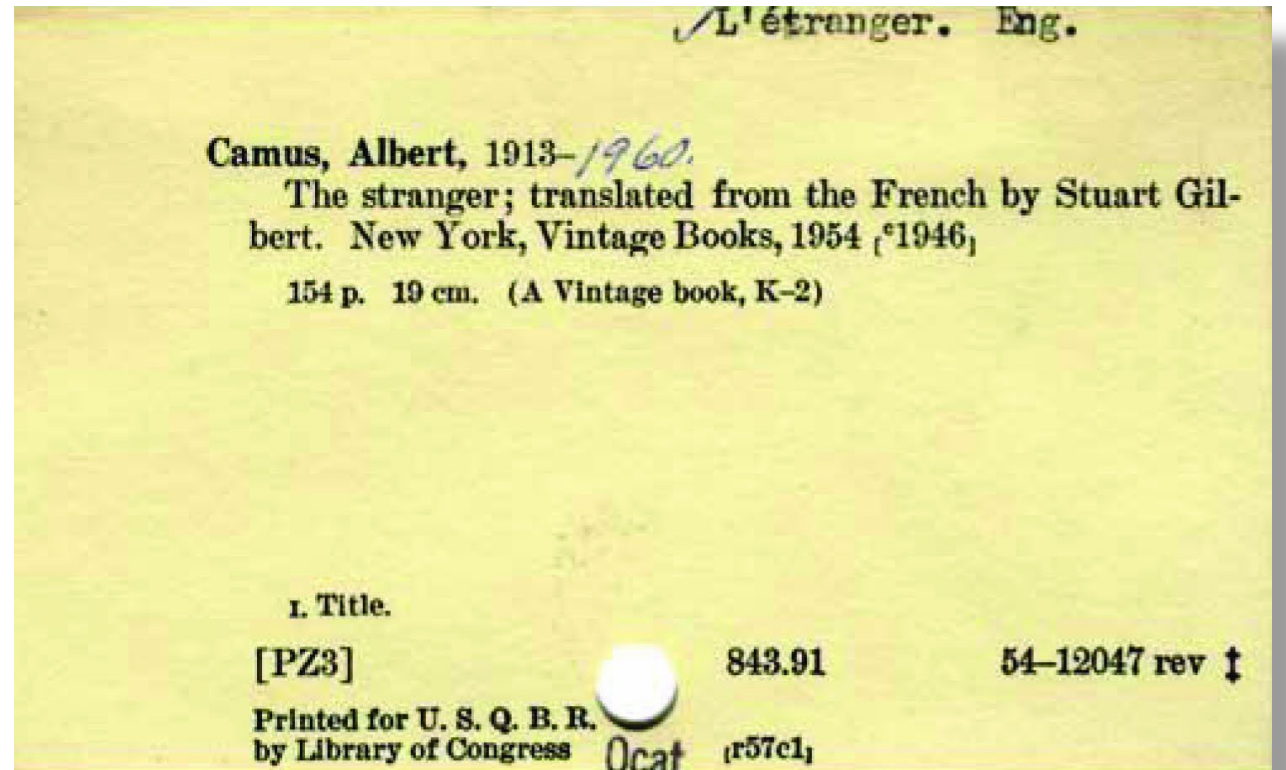 L'étranger. Eng.
Camus, Albert, 1913–1960.
The stranger; translated from the French by Stuart Gil-
bert. New York, Vintage Books, 1954 [ᶜ1946]
154 p. 19 cm. (A Vintage book, K–2)
I. Title.
[PZ3] 843.91 54–12047 rev ‡
Printed for U. S. Q. B. R.
by Library of Congress Ocat [r57c1]